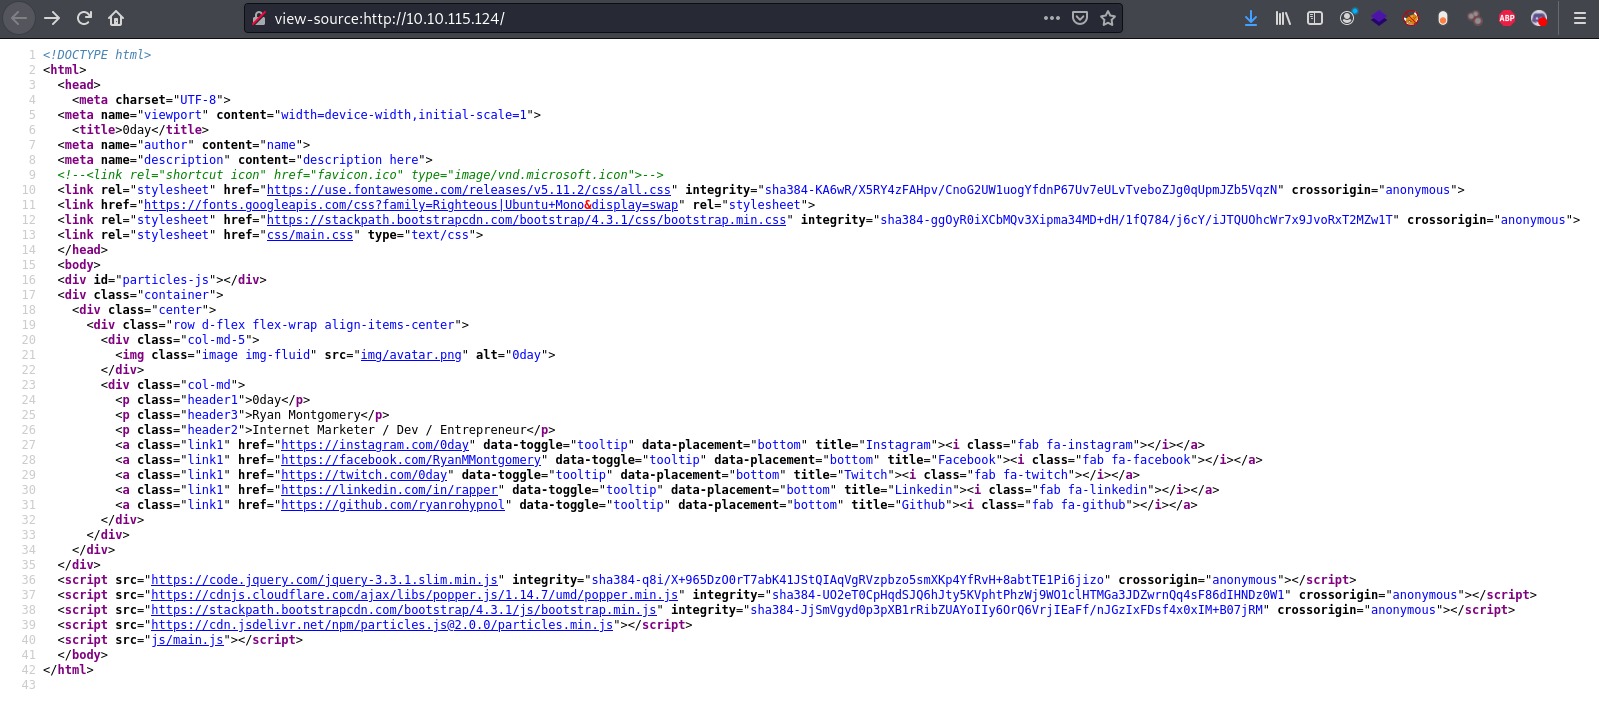 view-source:http://10.10.115.124/
ABP
1 <!DOCTYPE html>
2 <html>
3 <head>
4 <meta charset="UTF-8">
5 <meta name="viewport" content="width=device-width,initial-scale=1">
6 <title>0day</title>
7 <meta name="author" content="name">
8 <meta name="description" content="description here">
9 <!--<link rel="shortcut icon" href="favicon.ico" type="image/vnd.microsoft.icon">-->
10 <link rel="stylesheet" href="https://use.fontawesome.com/releases/v5.11.2/css/all.css" integrity="sha384-KA6wR/X5RY4zFAHpv/CnoG2UW1uogYfdnP67Uv7eULvTveboZJg0qUpmJZb5VqzN" crossorigin="anonymous">
11 <link href="https://fonts.googleapis.com/css?family=Righteous|Ubuntu+Mono&display=swap" rel="stylesheet">
12 <link rel="stylesheet" href="https://stackpath.bootstrapcdn.com/bootstrap/4.3.1/css/bootstrap.min.css" integrity="sha384-ggOyR0iXCbMQv3Xipma34MD+dH/1fQ784/j6cY/iJTQUOhcWr7x9JvoRxT2MZw1T" crossorigin="anonymous">
13 <link rel="stylesheet" href="css/main.css" type="text/css">
14 </head>
15 <body>
16 <div id="particles-js"></div>
17 <div class="container">
18 <div class="center">
19 <div class="row d-flex flex-wrap align-items-center">
20 <div class="col-md-5">
21 <img class="image img-fluid" src="img/avatar.png" alt="0day">
22 </div>
23 <div class="col-md">
24 <p class="header1">0day</p>
25 <p class="header3">Ryan Montgomery</p>
26 <p class="header2">Internet Marketer / Dev / Entrepreneur</p>
27 <a class="link1" href="https://instagram.com/0day" data-toggle="tooltip" data-placement="bottom" title="Instagram"><i class="fab fa-instagram"></i></a>
28 <a class="link1" href="https://facebook.com/RyanMMontgomery" data-toggle="tooltip" data-placement="bottom" title="Facebook"><i class="fab fa-facebook"></i></a>
29 <a class="link1" href="https://twitch.com/0day" data-toggle="tooltip" data-placement="bottom" title="Twitch"><i class="fab fa-twitch"></i></a>
30 <a class="link1" href="https://linkedin.com/in/rapper" data-toggle="tooltip" data-placement="bottom" title="Linkedin"><i class="fab fa-linkedin"></i></a>
31 <a class="link1" href="https://github.com/ryanrohypnol" data-toggle="tooltip" data-placement="bottom" title="Github"><i class="fab fa-github"></i></a>
32 </div>
33 </div>
34 </div>
35 </div>
36 <script src="https://code.jquery.com/jquery-3.3.1.slim.min.js" integrity="sha384-q8i/X+965DzO0rT7abK41JStQIAqVgRVzpbzo5smXKp4YfRvH+8abtTE1Pi6jizo" crossorigin="anonymous"></script>
37 <script src="https://cdnjs.cloudflare.com/ajax/libs/popper.js/1.14.7/umd/popper.min.js" integrity="sha384-UO2eT0CpHqdSJQ6hJty5KVphtPhzWj9WO1clHTMGa3JDZwrnQq4sF86dIHNDz0W1" crossorigin="anonymous"></script>
38 <script src="https://stackpath.bootstrapcdn.com/bootstrap/4.3.1/js/bootstrap.min.js" integrity="sha384-JjSmVgyd0p3pXB1rRibZUAYoIIy6OrQ6VrjIEaFf/nJGzIxFDsf4x0xIM+B07jRM" crossorigin="anonymous"></script>
39 <script src="https://cdn.jsdelivr.net/npm/particles.js@2.0.0/particles.min.js"></script>
40 <script src="js/main.js"></script>
41 </body>
42 </html>
43